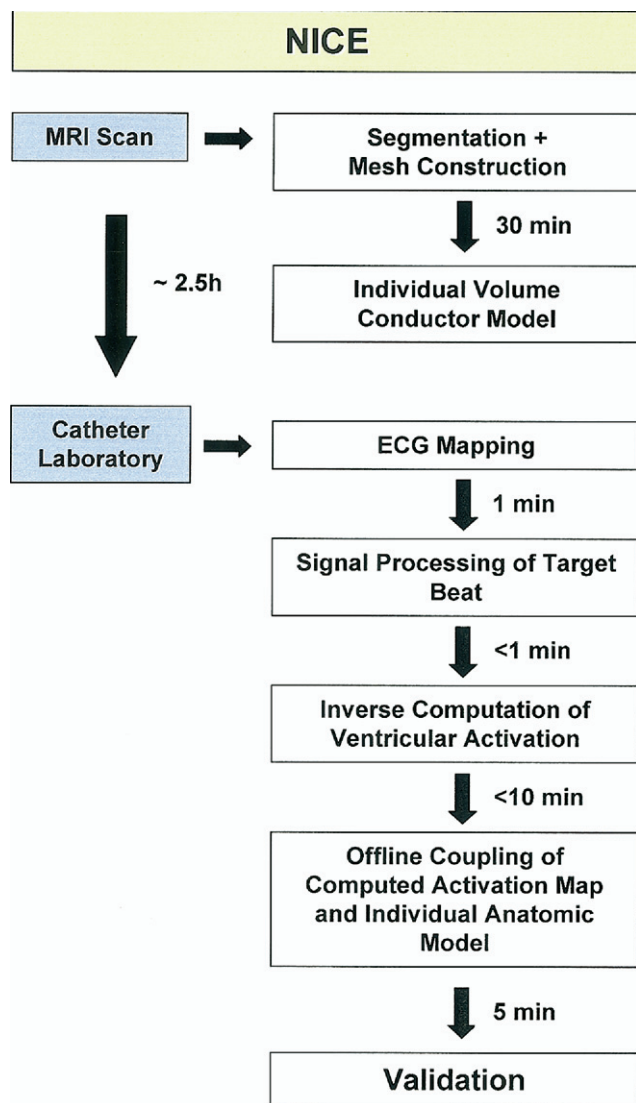 NICE
MRI Scan
Segmentation +
Mesh Construction
30 min
~ 2.5h
Individual Volume
Conductor Model
Catheter
Laboratory
ECG Mapping
1 min
Signal Processing of Target
Beat
<1 min
Inverse Computation of
Ventricular Activation
<10 min
Offline Coupling of
Computed Activation Map
and Individual Anatomic
Model
5 min
Validation